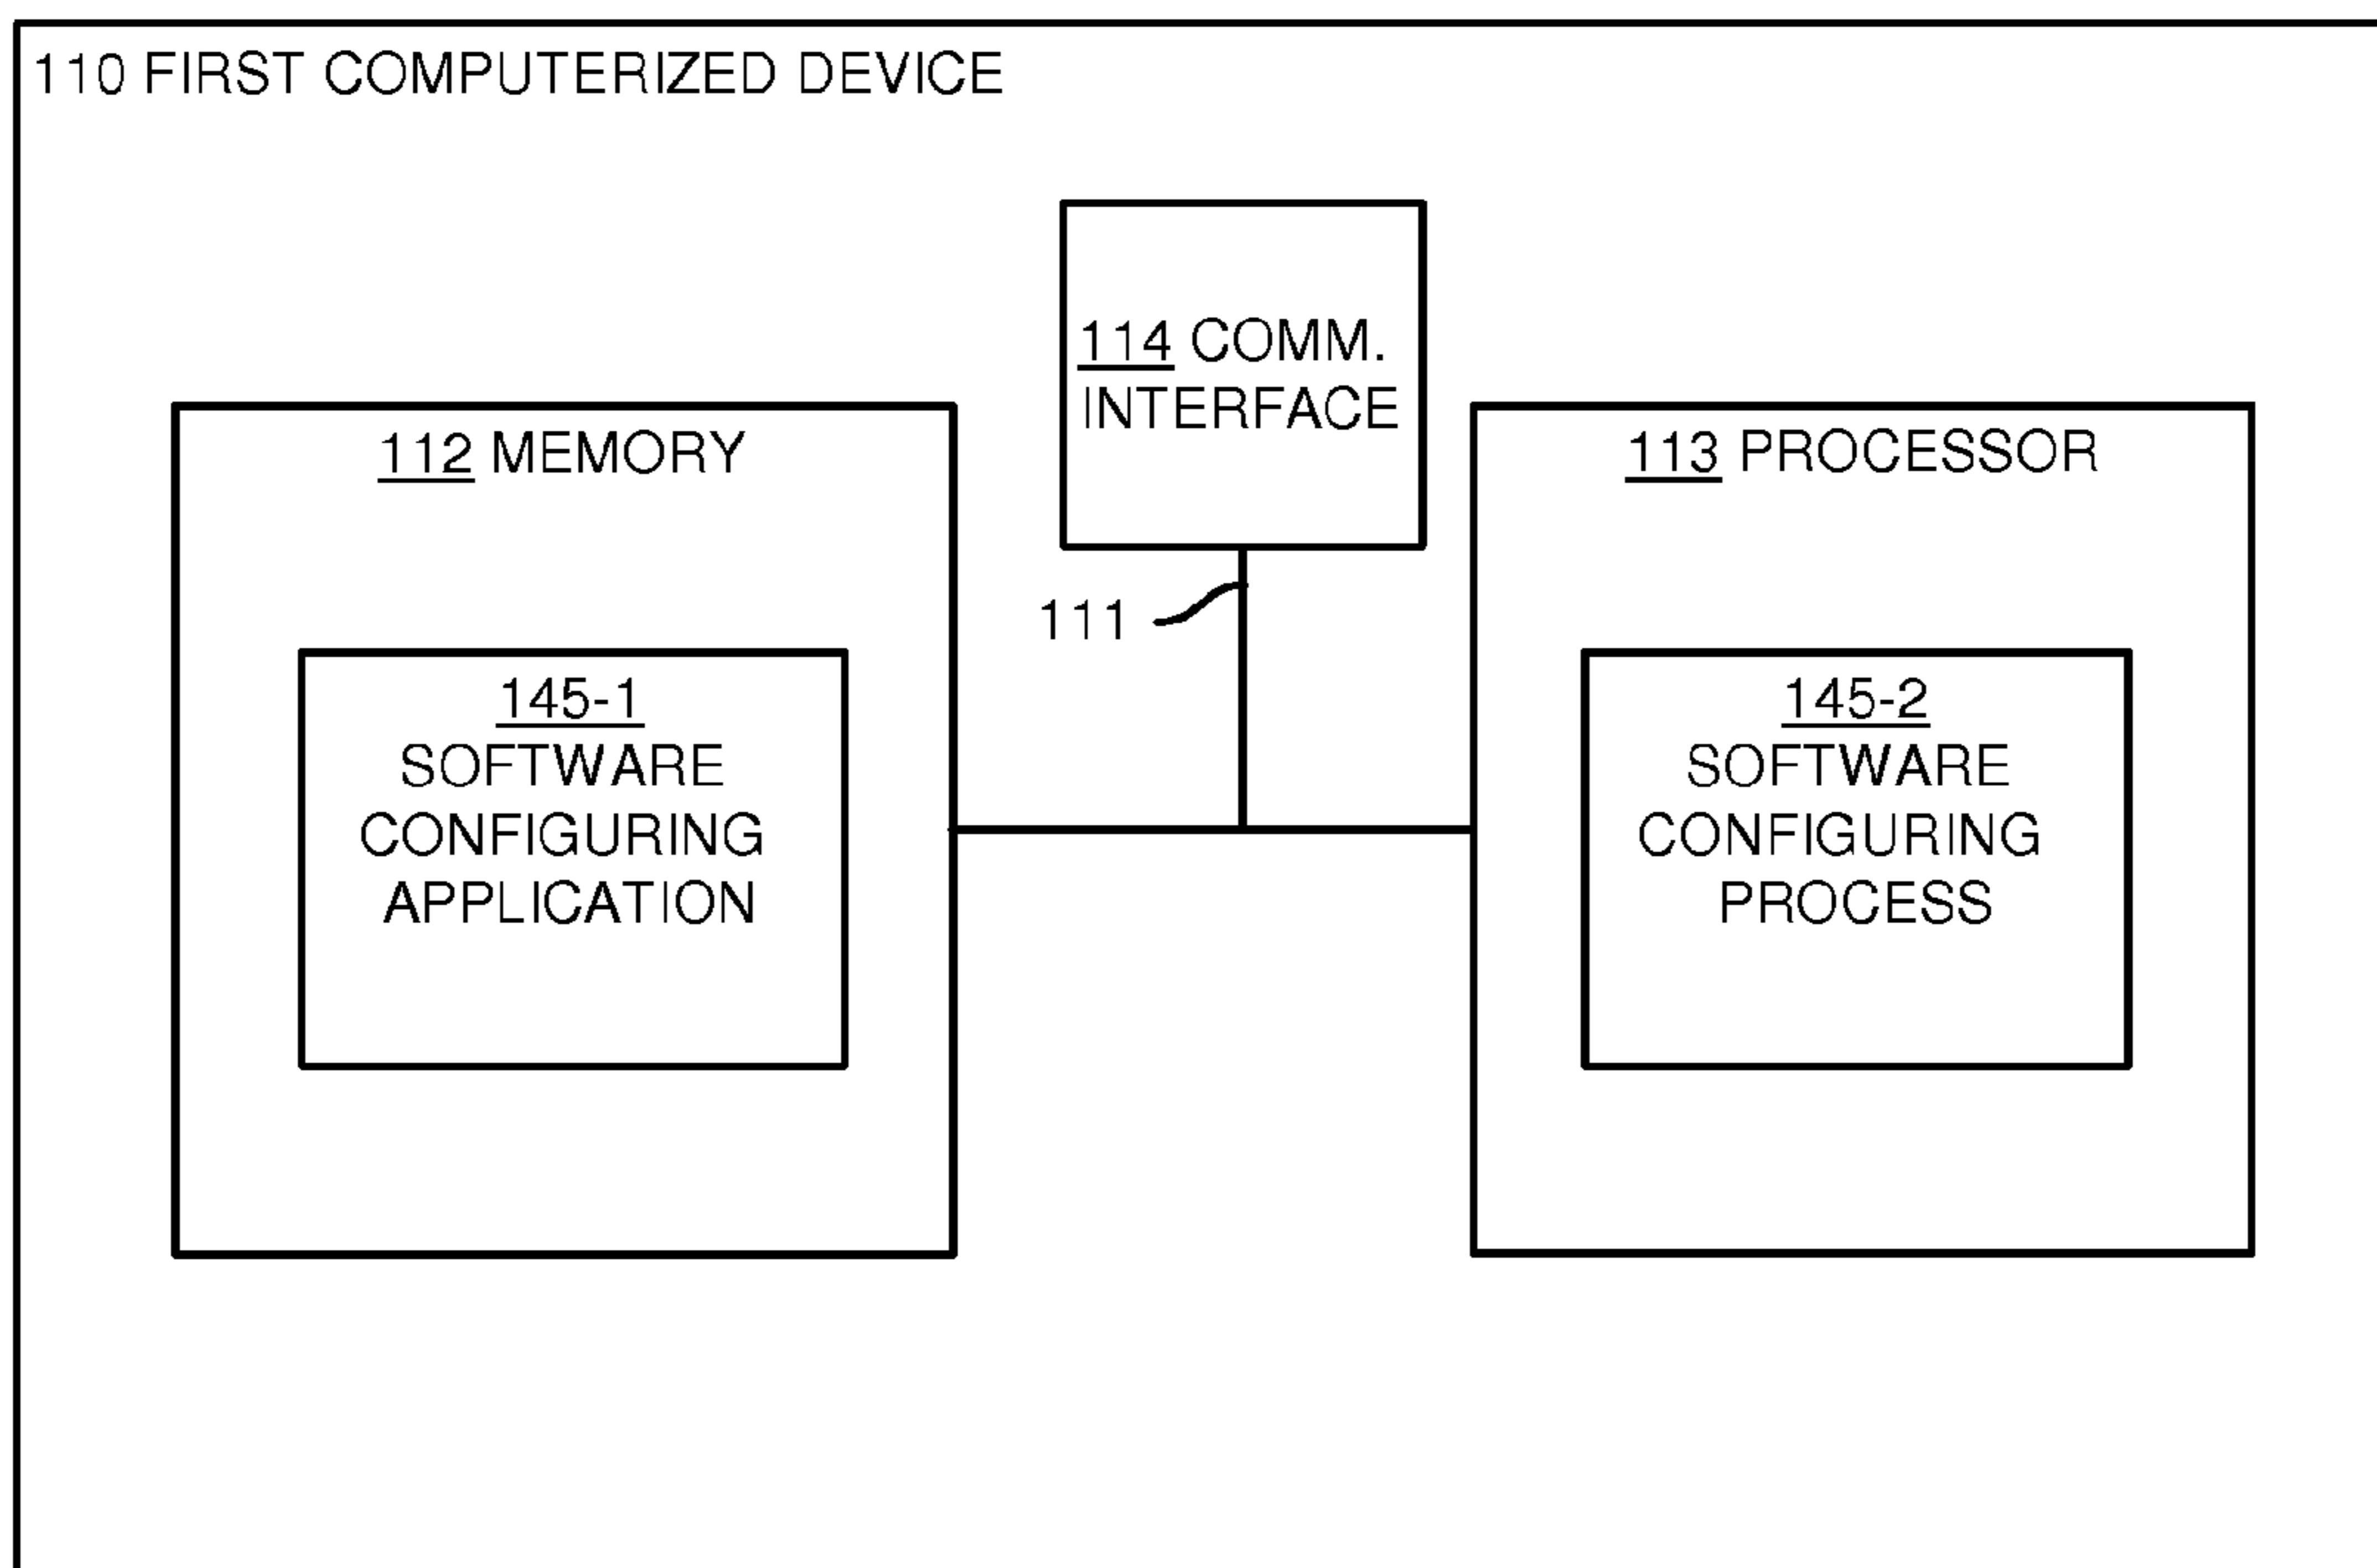 110 FIRST COMPUTERIZED DEVICE
114 COMM.
INTERFACE
112 MEMORY
113 PROCESSOR
111
145-1
SOFTWARE
CONFIGURING
APPLICATION
145-2
SOFTWARE
CONFIGURING
PROCESS